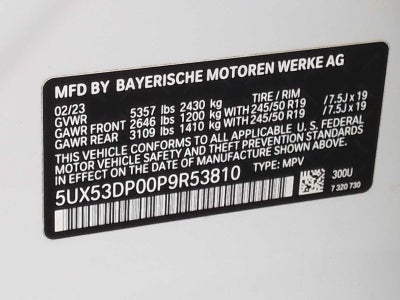 MFD BY BAYERISCHE MOTOREN WERKE AG
02/23 TIRE / RIM
GVWR 5357 lbs 2430 kg
GAWR FRONT 2646 lbs 1200 kg WITH 245/50 R19 / 7.5J x 19
GAWR REAR 3109 lbs 1410 kg WITH 245/50 R19 / 7.5J x 19
THIS VEHICLE CONFORMS TO ALL APPLICABLE U.S. FEDERAL
MOTOR VEHICLE SAFETY STANDARDS
IN EFFECT ON THE DATE OF MANUFACTURE SHOWN ABOVE.
5UX53DP00P9R53810 TYPE: MPV
300U
7 320 730